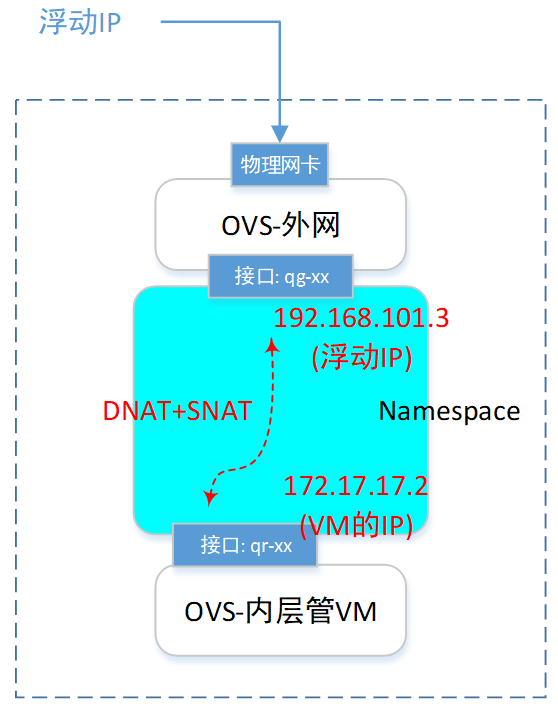 浮动IP
物理网卡
OVS-外网
接口: qg-xx
192.168.101.3
(浮动IP)
DNAT+SNAT
Namespace
172.17.17.2
(VM的IP)
接口: qr-xx
OVS-内层管VM